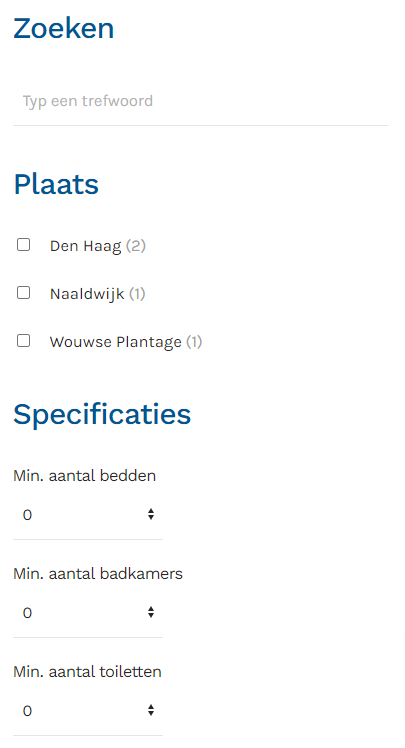 Zoeken
Typ een trefwoord
Plaats
Den Haag (2)
Naaldwijk (1)
Wouwse Plantage (1)
Specificaties
Min. aantal bedden
0
Min. aantal badkamers
0
Min. aantal toiletten
0